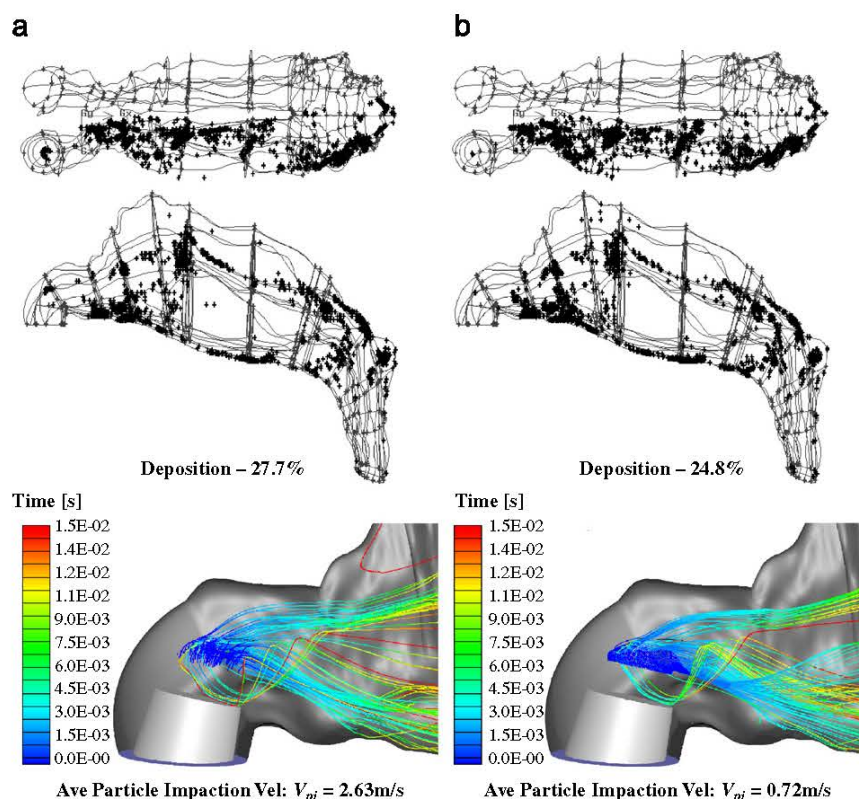 a
b
Deposition – 27.7%
Deposition – 24.8%
Time [s]
1.5E-02
1.4E-02
1.2E-02
1.1E-02
9.0E-03
7.5E-03
6.0E-03
4.5E-03
3.0E-03
1.5E-03
0.0E-00
Time [s]
1.5E-02
1.4E-02
1.2E-02
1.1E-02
9.0E-03
7.5E-03
6.0E-03
4.5E-03
3.0E-03
1.5E-03
0.0E-00
Ave Particle Impaction Vel: V_pi = 2.63m/s
Ave Particle Impaction Vel: V_pi = 0.72m/s